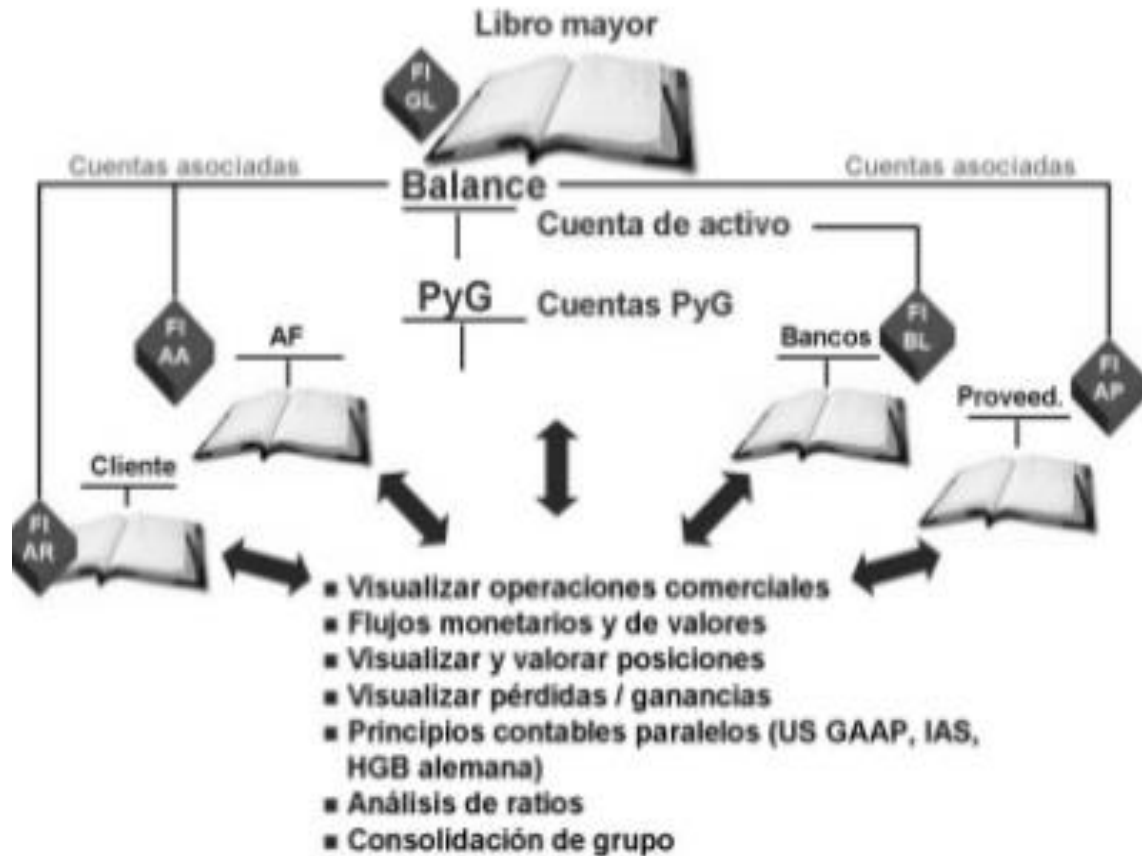 Libro mayor
FI
GL
Cuentas asociadas
Cuentas asociadas
Balance
Cuenta de activo
PyG
Cuentas PyG
FI
AA
AF
Bancos
FI
BL
FI
AP
Proveed.
Cliente
FI
AR
■ Visualizar operaciones comerciales
■ Flujos monetarios y de valores
■ Visualizar y valorar posiciones
■ Visualizar pérdidas / ganancias
■ Principios contables paralelos (US GAAP, IAS,
HGB alemana)
■ Análisis de ratios
■ Consolidación de grupo